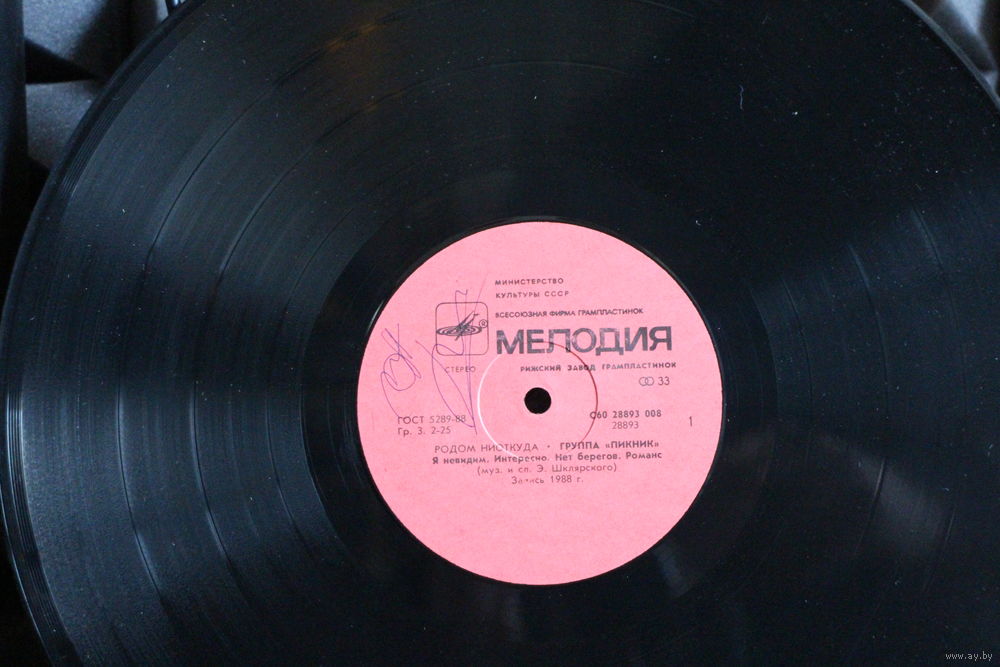 МИНИСТЕРСТВО
КУЛЬТУРЫ СССР
ВСЕСОЮЗНАЯ ФИРМА ГРАМПЛАСТИНОК
МЕЛОДИЯ
®
СТЕРЕО
РИЖСКИЙ ЗАВОД ГРАМПЛАСТИНОК
33
ГОСТ 5289-88
Гр. 3. 2-25
С60 28893 008
28893
1
РОДОМ НИОТКУДА · ГРУППА «ПИКНИК»
Я невидим. Интересно. Нет берегов. Романс
(муз. и сл. Э. Шклярского)
Запись 1988 г.
www.ay.by